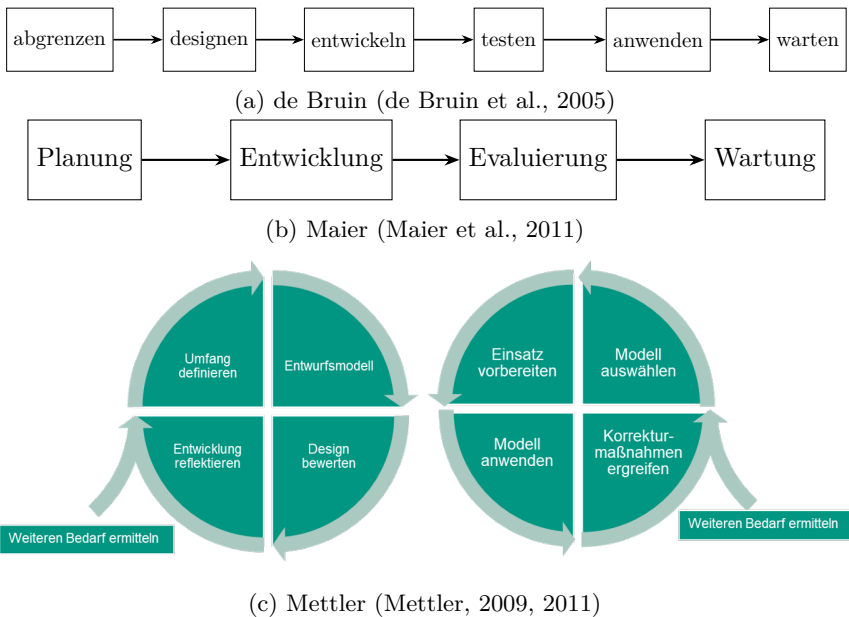 abgrenzen designen entwickeln testen anwenden warten
(a) de Bruin (de Bruin et al., 2005)
Planung Entwicklung Evaluierung Wartung
(b) Maier (Maier et al., 2011)
Umfang
definieren
Entwurfsmodell
Entwicklung
reflektieren
Design
bewerten
Weiteren Bedarf ermitteln
Einsatz
vorbereiten
Modell
auswählen
Modell
anwenden
Korrektur-
maßnahmen
ergreifen
Weiteren Bedarf ermitteln
(c) Mettler (Mettler, 2009, 2011)